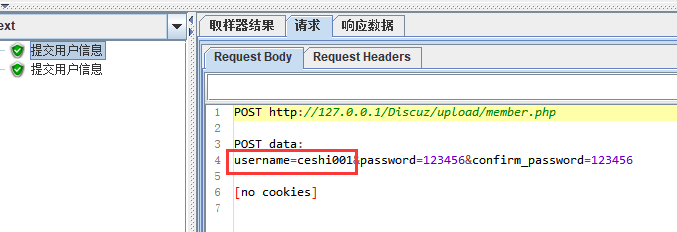 ext
取样器结果 请求 响应数据
提交用户信息
提交用户信息
Request Body Request Headers
1 POST http://127.0.0.1/Discuz/upload/member.php
2
3 POST data:
4 username=ceshi001&password=123456&confirm_password=123456
5
6 [no cookies]
7